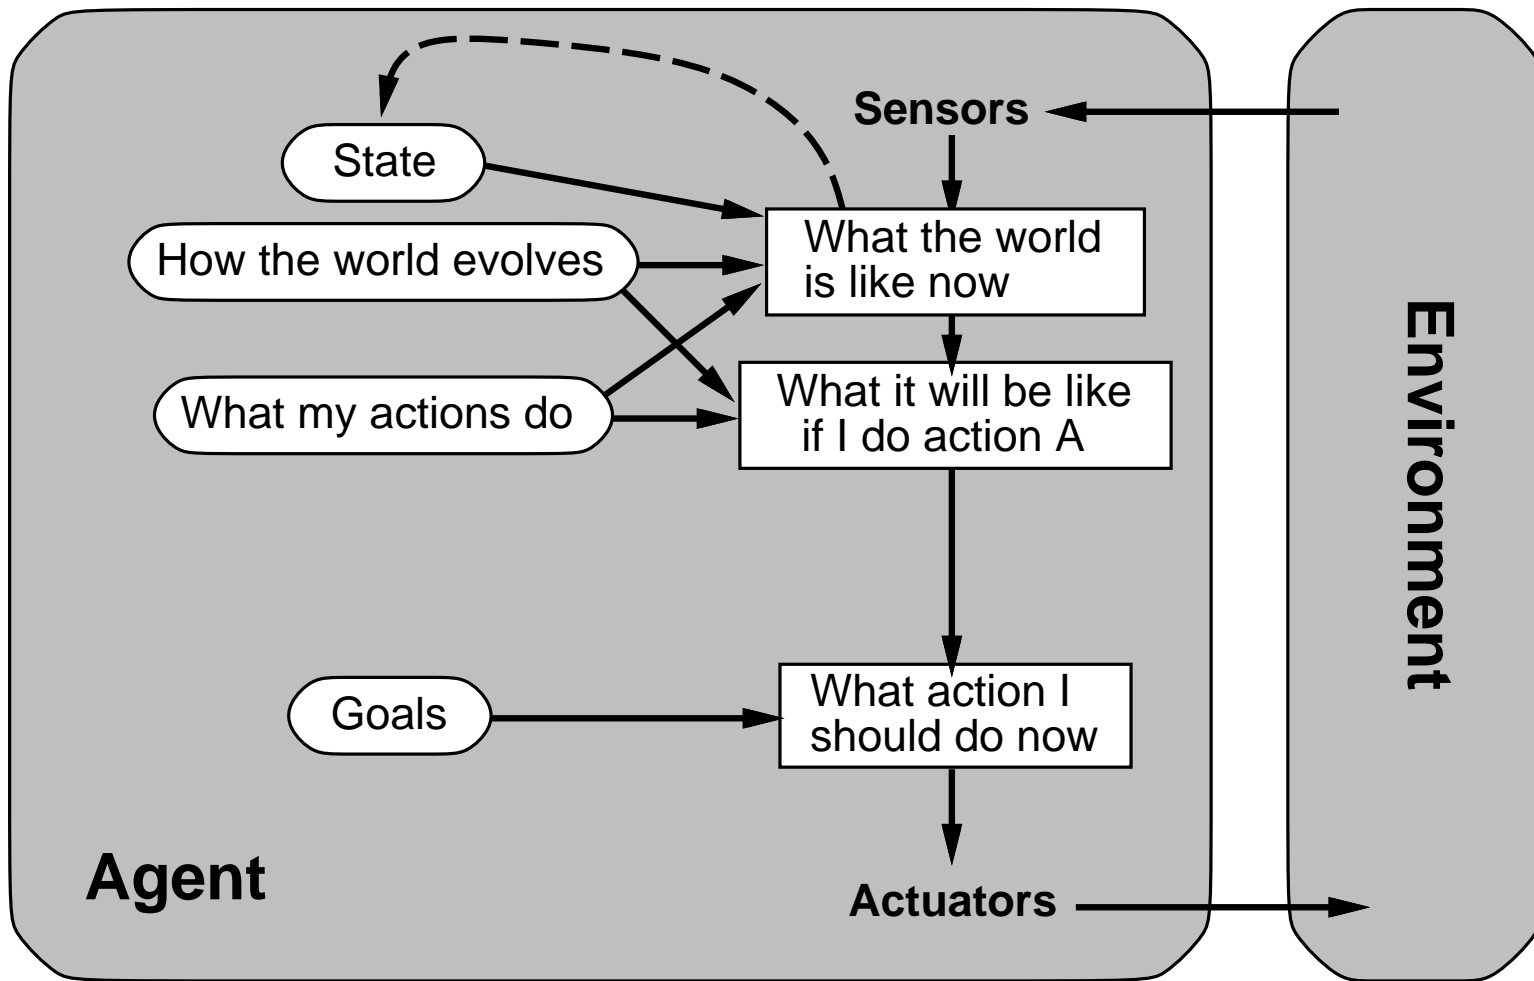 Sensors
State
What the world
is like now
How the world evolves
What it will be like
if I do action A
What my actions do
Environment
What action I
should do now
Goals
Agent
Actuators